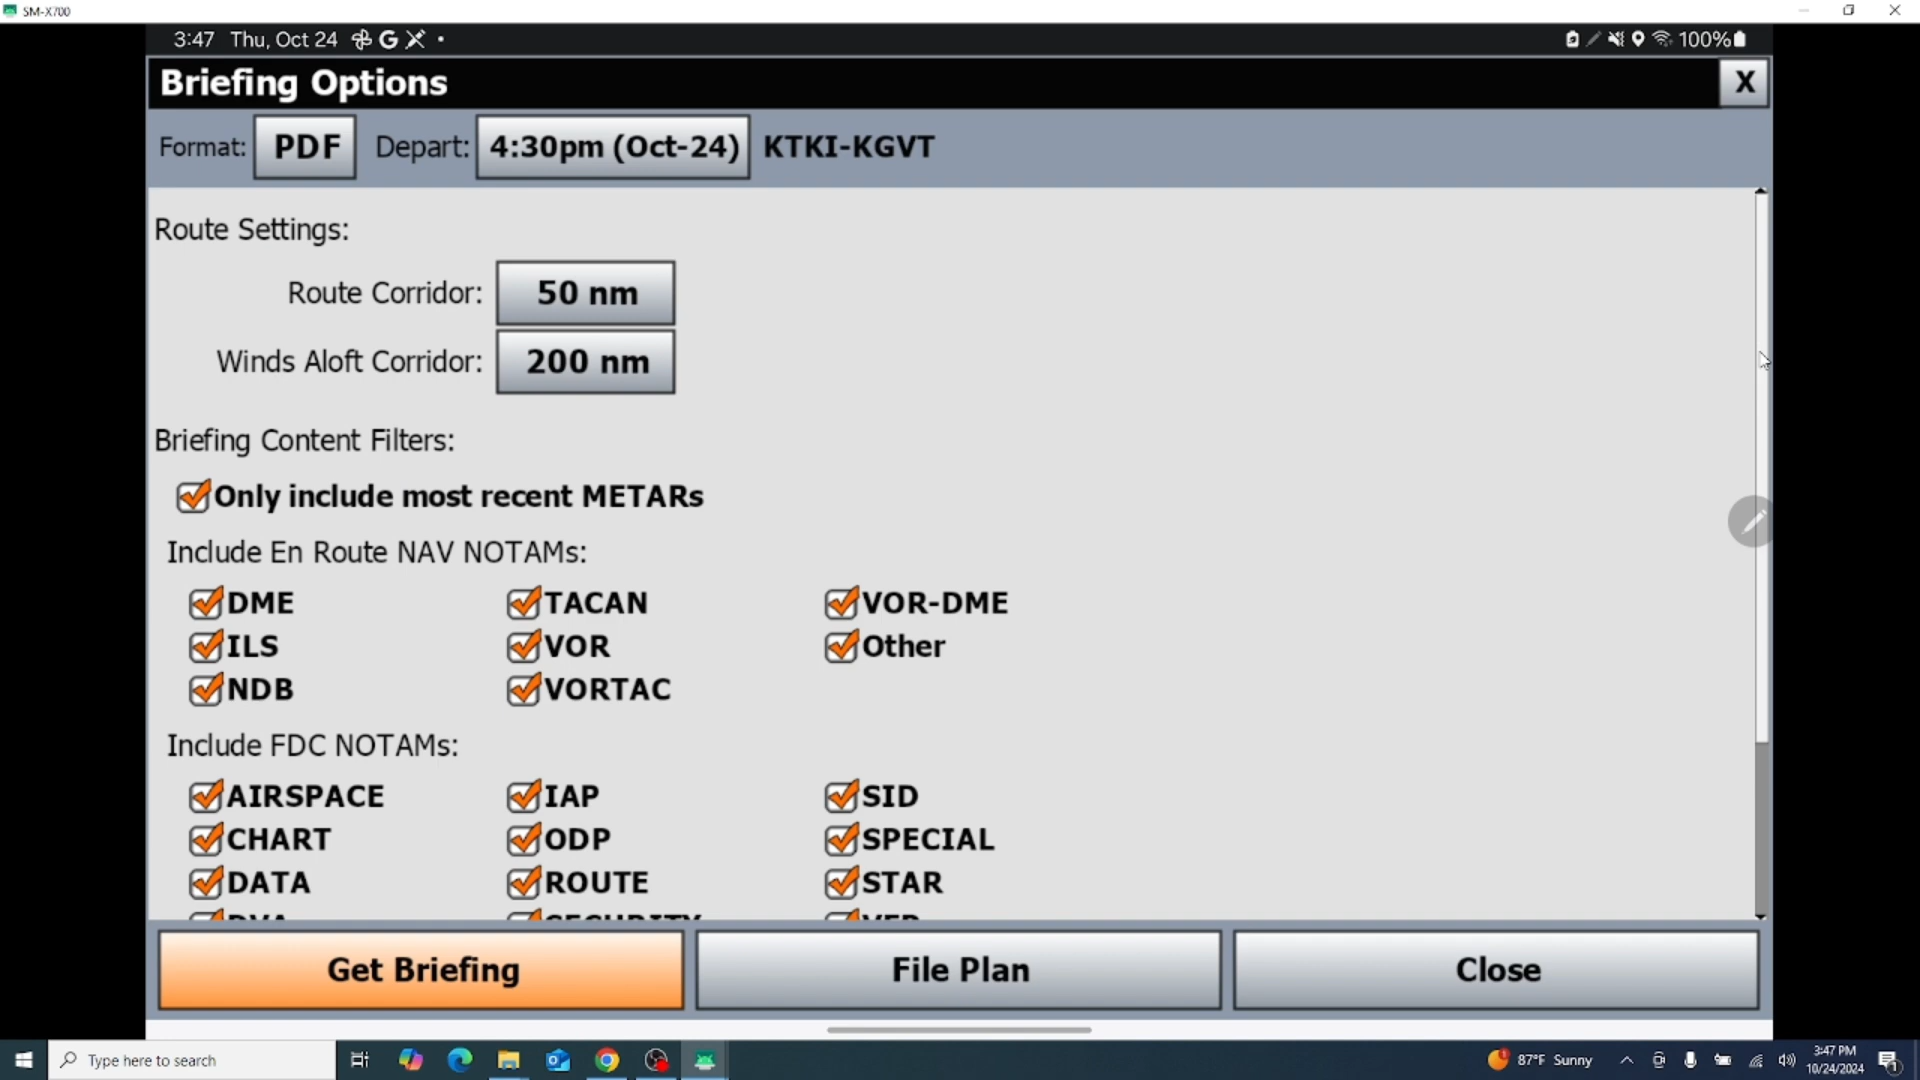 SM-X700
3:47 Thu, Oct 24 100%
Briefing Options X
Format: PDF Depart: 4:30pm (Oct-24) KTKI-KGVT
Route Settings:
Route Corridor: 50 nm
Winds Aloft Corridor: 200 nm
Briefing Content Filters:
Only include most recent METARs
Include En Route NAV NOTAMs:
DME TACAN VOR-DME
ILS VOR Other
NDB VORTAC
Include FDC NOTAMs:
AIRSPACE IAP SID
CHART ODP SPECIAL
DATA ROUTE STAR
Get Briefing File Plan Close
Type here to search 87°F Sunny 3:47 PM
10/24/2024